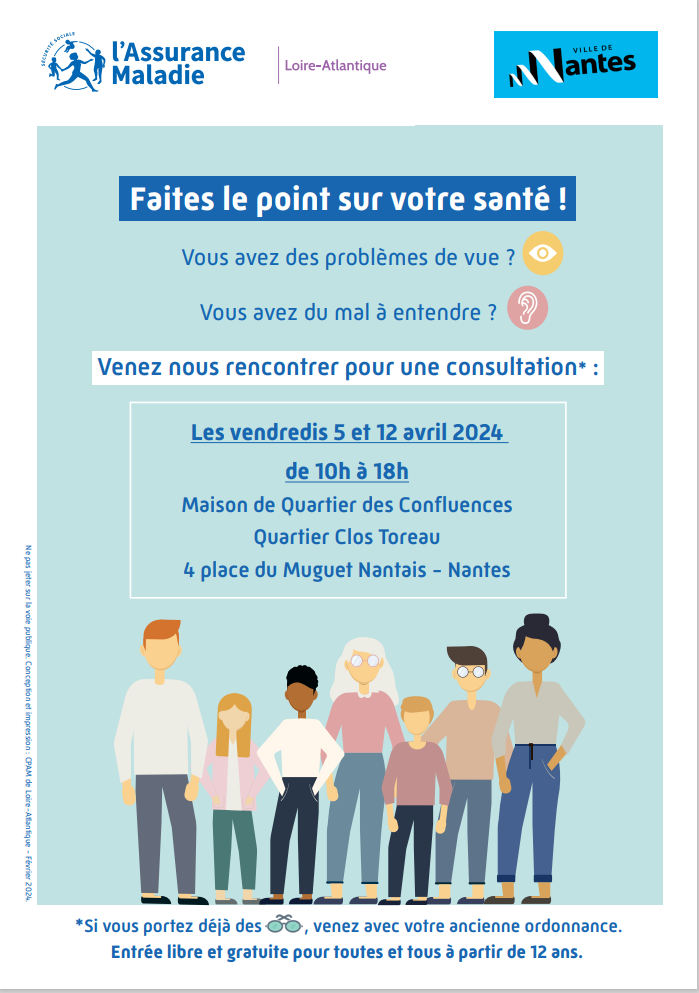 SÉCURITÉ SOCIALE
l'Assurance
Maladie
Loire-Atlantique
VILLE DE
Nantes
Faites le point sur votre santé !
Vous avez des problèmes de vue ?
Vous avez du mal à entendre ?
Venez nous rencontrer pour une consultation* :
Les vendredis 5 et 12 avril 2024
de 10h à 18h
Maison de Quartier des Confluences
Quartier Clos Toreau
4 place du Muguet Nantais - Nantes
Ne pas jeter sur la voie publique. Conception et impression : CPAM de Loire-Atlantique - Février 2024.
*Si vous portez déjà des , venez avec votre ancienne ordonnance.
Entrée libre et gratuite pour toutes et tous à partir de 12 ans.